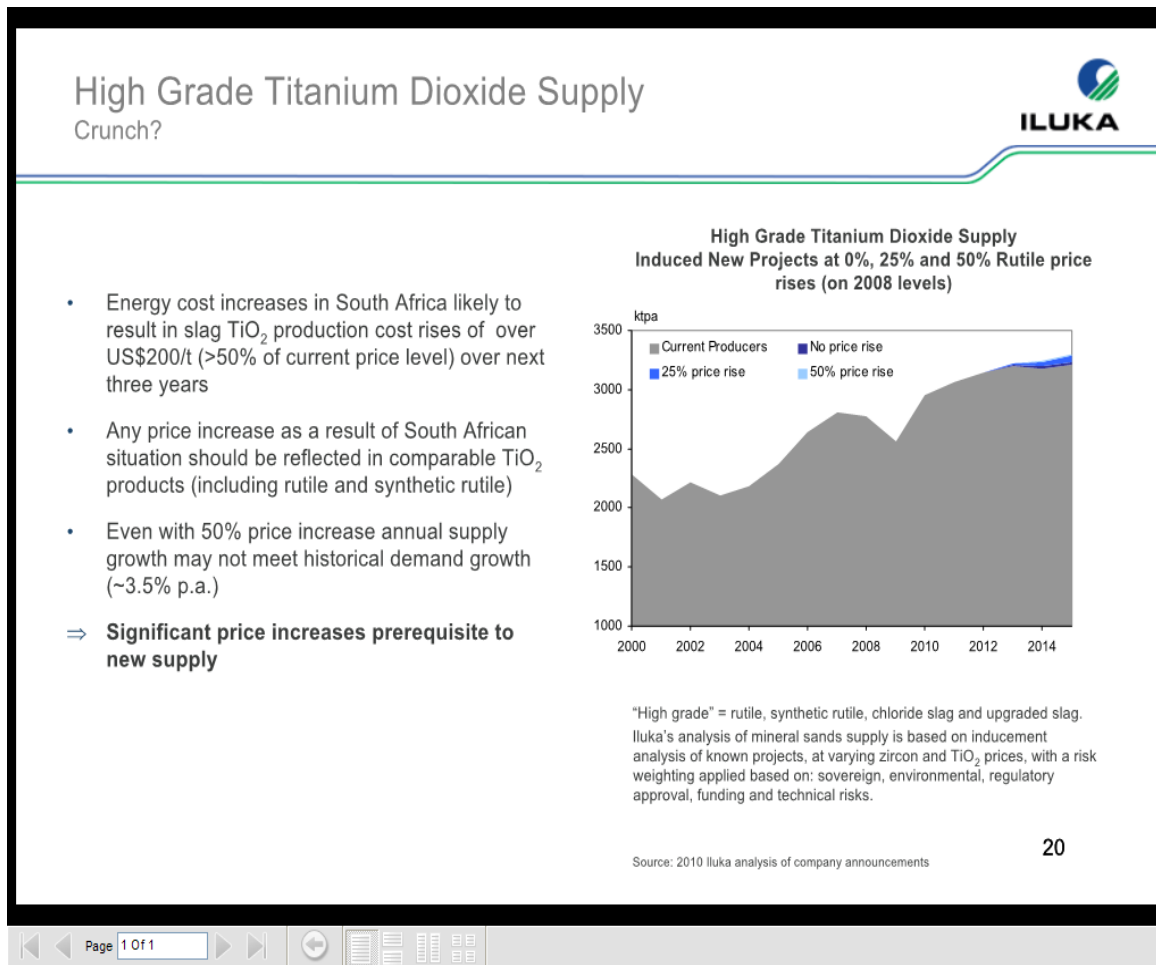 High Grade Titanium Dioxide Supply
Crunch?
ILUKA
• Energy cost increases in South Africa likely to
result in slag TiO2 production cost rises of over
US$200/t (>50% of current price level) over next
three years
• Any price increase as a result of South African
situation should be reflected in comparable TiO2
products (including rutile and synthetic rutile)
• Even with 50% price increase annual supply
growth may not meet historical demand growth
(~3.5% p.a.)
⇒ Significant price increases prerequisite to
new supply
High Grade Titanium Dioxide Supply
Induced New Projects at 0%, 25% and 50% Rutile price
rises (on 2008 levels)
ktpa
3500
3000
2500
2000
1500
1000
Current Producers No price rise
25% price rise 50% price rise
2000 2002 2004 2006 2008 2010 2012 2014
“High grade” = rutile, synthetic rutile, chloride slag and upgraded slag.
Iluka's analysis of mineral sands supply is based on inducement
analysis of known projects, at varying zircon and TiO2 prices, with a risk
weighting applied based on: sovereign, environmental, regulatory
approval, funding and technical risks.
Source: 2010 Iluka analysis of company announcements
20
Page 1 Of 1